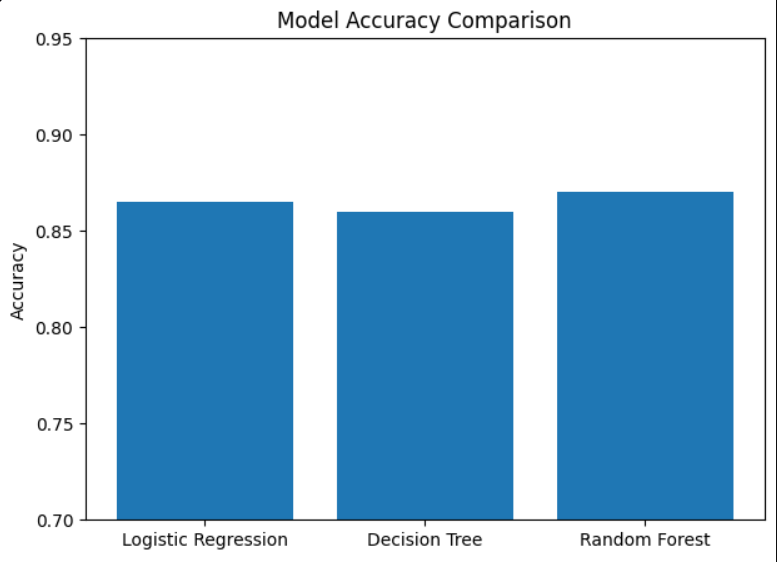 Model Accuracy Comparison
0.95
0.90
0.85
0.80
0.75
0.70
Accuracy
Logistic Regression
Decision Tree
Random Forest